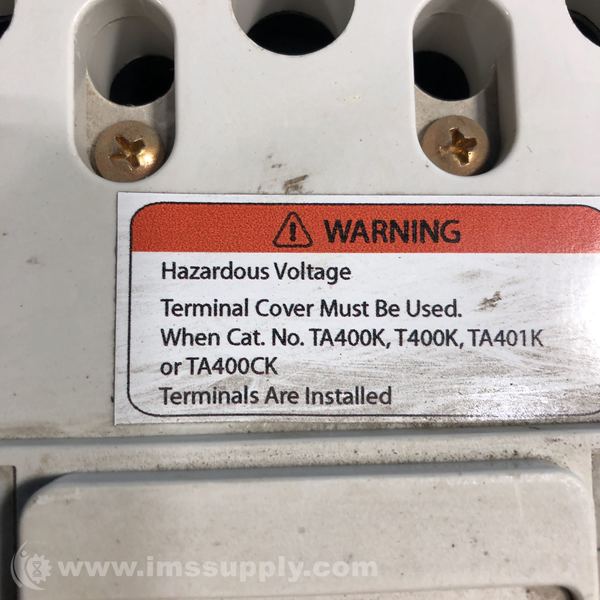 WARNING
Hazardous Voltage
Terminal Cover Must Be Used.
When Cat. No. TA400K, T400K, TA401K
or TA400CK
Terminals Are Installed
www.imssupply.com